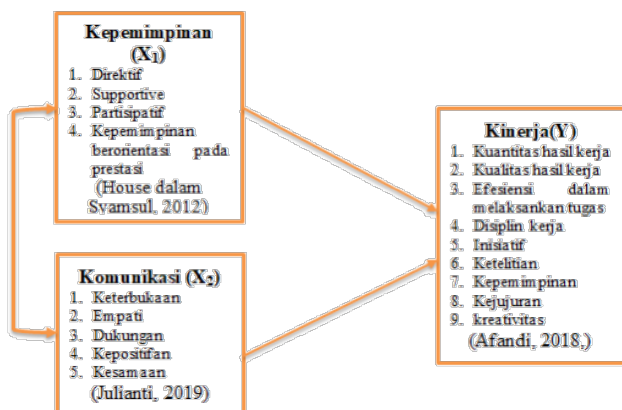 Kepemimpinan
(X1)
1. Direktif
2. Supportive
3. Partisipatif
4. Kepemimpinan
berorientasi pada
prestasi
(House dalam
Syamsul, 2012)
Komunikasi (X2)
1. Keterbukaan
2. Empati
3. Dukungan
4. Kepositifan
5. Kesamaan
(Julianti, 2019)
Kinerja(Y)
1. Kuantitas hasil kerja
2. Kualitas hasil kerja
3. Efesiensi dalam
melaksankan tugas
4. Disiplin kerja
5. Inisiatif
6. Ketelitian
7. Kepemimpinan
8. Kejujuran
9. kreativitas
(Afandi, 2018,)